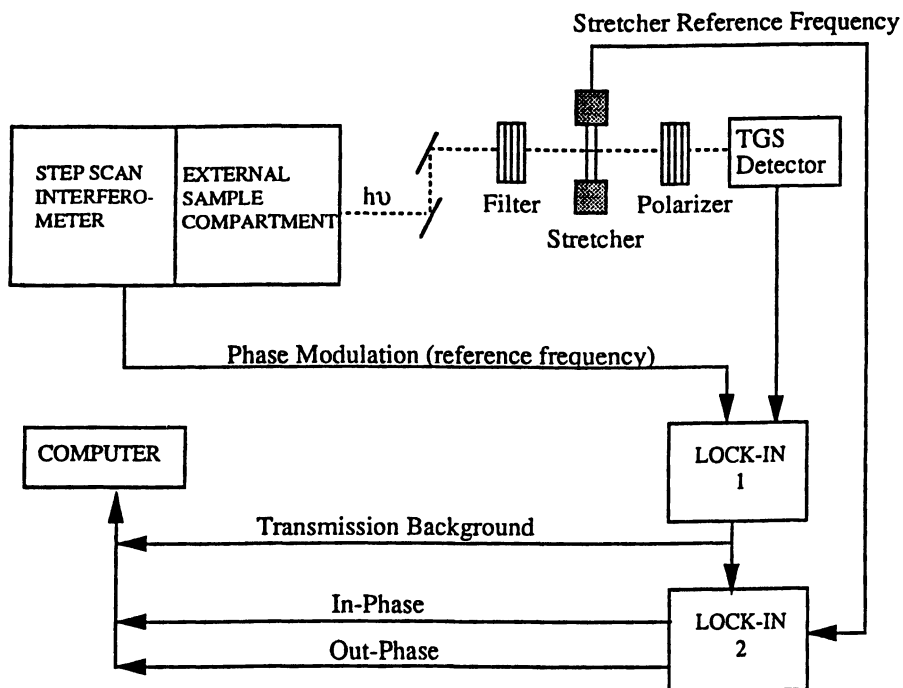 Stretcher Reference Frequency
STEP SCAN
INTERFERO-
METER
EXTERNAL
SAMPLE
COMPARTMENT
hυ
Filter
Stretcher
Polarizer
TGS
Detector
Phase Modulation (reference frequency)
COMPUTER
LOCK-IN
1
Transmission Background
In-Phase
Out-Phase
LOCK-IN
2